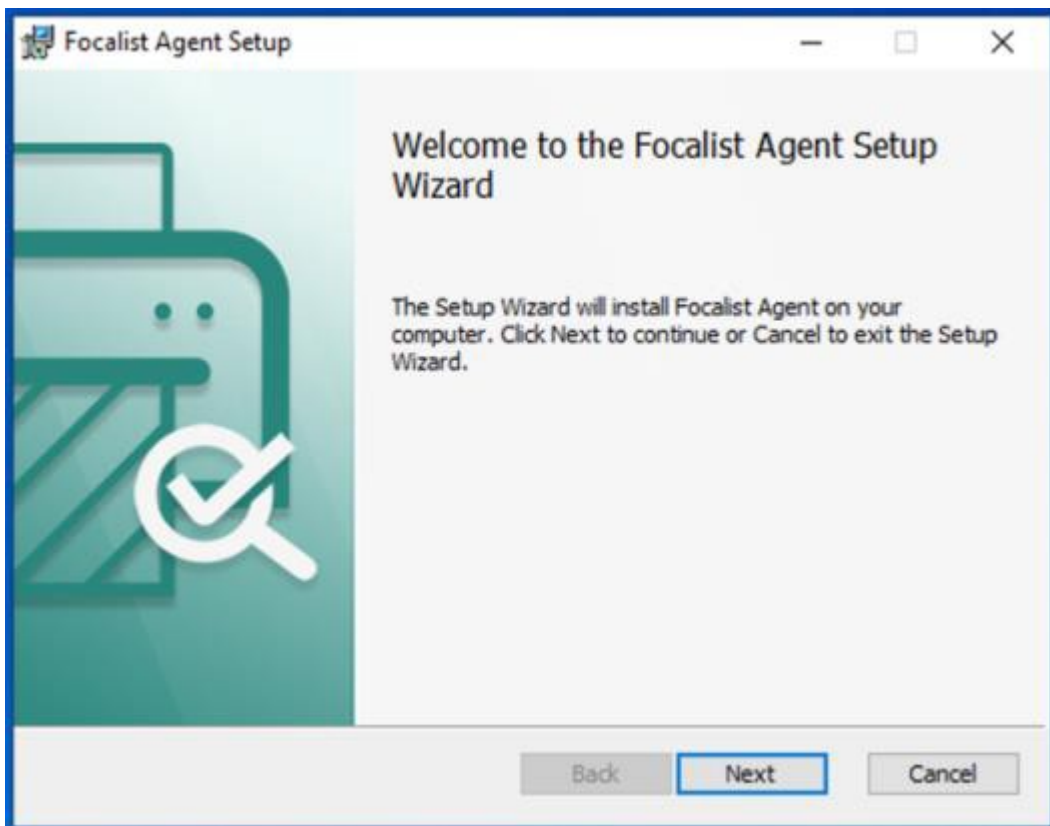 Focalist Agent Setup
Welcome to the Focalist Agent Setup
Wizard
The Setup Wizard will install Focalist Agent on your
computer. Click Next to continue or Cancel to exit the Setup
Wizard.
Back
Next
Cancel